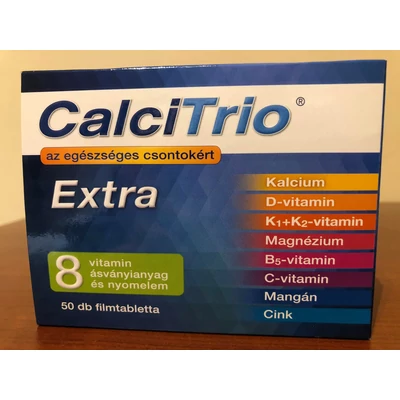 CalciTrio®
az egészséges csontokért
Extra
8 vitamin
ásványianyag
és nyomelem
50 db filmtabletta
Kalcium
D-vitamin
K1+K2-vitamin
Magnézium
B5-vitamin
C-vitamin
Mangán
Cink